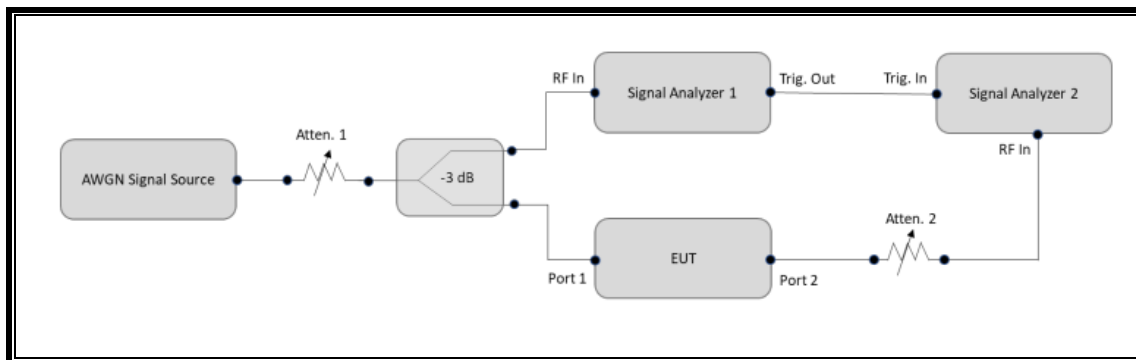 RF In
Signal Analyzer 1
Trig. Out
Trig. In
Signal Analyzer 2
RF In
Atten. 1
AWGN Signal Source
-3 dB
Atten. 2
Port 1
EUT
Port 2